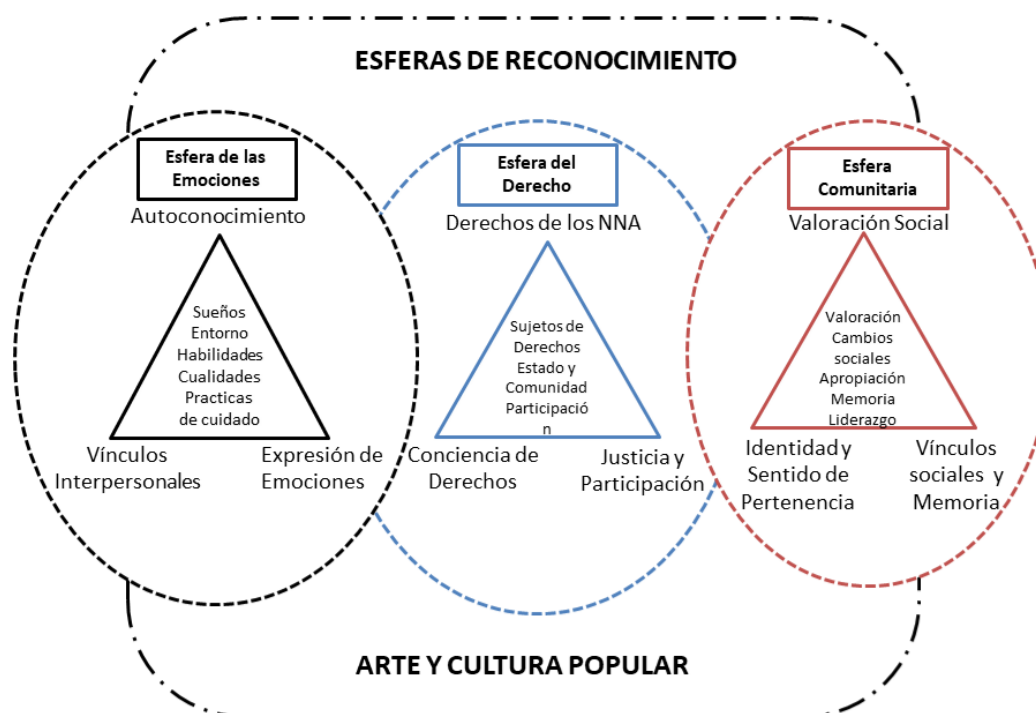 ESFERAS DE RECONOCIMIENTO
Esfera de las
Emociones
Autoconocimiento
Sueños
Entorno
Habilidades
Cualidades
Practicas
de cuidado
Vínculos
Interpersonales
Expresión de
Emociones
Esfera del
Derecho
Derechos de los NNA
Sujetos de
Derechos
Estado y
Comunidad
Participació
n
Conciencia de
Derechos
Justicia y
Participación
Esfera
Comunitaria
Valoración Social
Valoración
Cambios
sociales
Apropiación
Memoria
Liderazgo
Identidad y
Sentido de
Pertenencia
Vínculos
sociales y
Memoria
ARTE Y CULTURA POPULAR